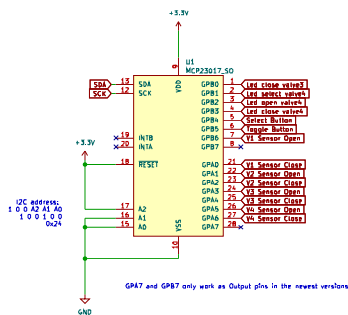 +3.3V
U1
MCP23017_SO
SDA 13 SDA
SCK 12 SCK
9 VDD
GPB0 1 Led close valve3
GPB1 2 Led select valve4
GPB2 3 Led open valve4
GPB3 4 Led close valve4
GPB4 5 Select Button
GPB5 6 Toggle Button
GPB6 7 V1 Sensor Open
GPB7 8
19 INTB
20 INTA
+3.3V
18 RESET
GPA0 21 V1 Sensor Close
GPA1 22 V2 Sensor Open
GPA2 23 V2 Sensor Close
GPA3 24 V3 Sensor Open
GPA4 25 V3 Sensor Close
GPA5 26 V4 Sensor Open
GPA6 27 V4 Sensor Close
GPA7 28
17 A2
16 A1
15 A0
VSS 10
I2C address:
1 0 0 A2 A1 A0
1 0 0 1 0 0
0x24
GPA7 and GPB7 only work as Output pins in the newest versions
GND